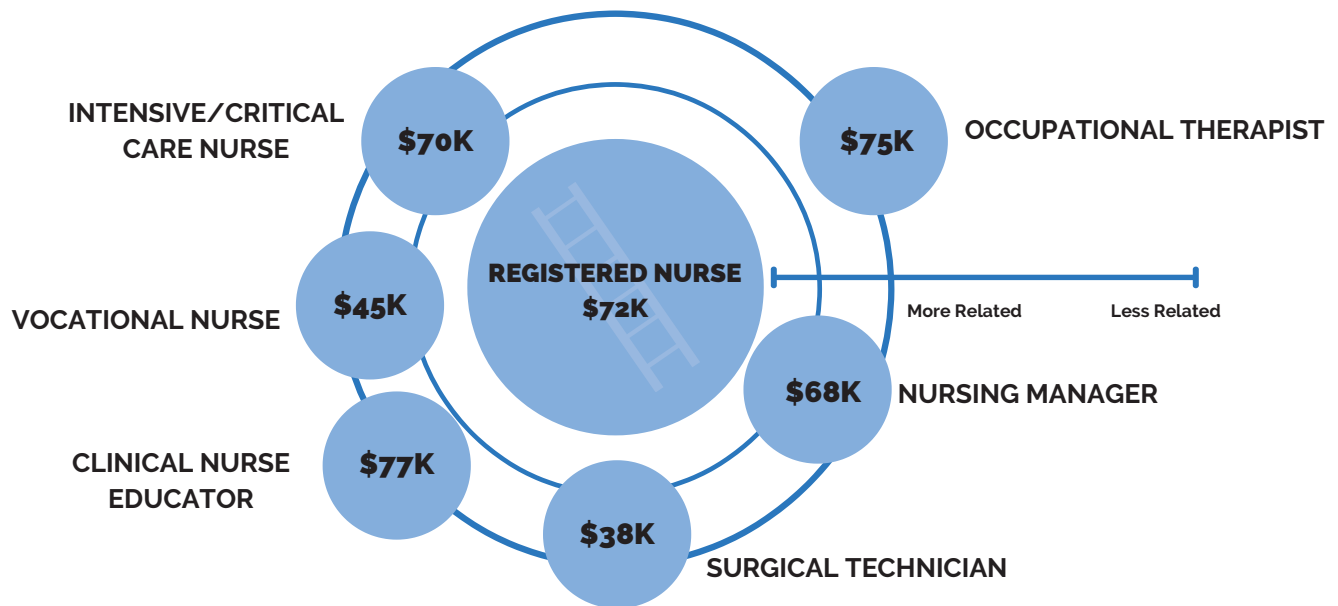 INTENSIVE/CRITICAL
CARE NURSE
$70K
$75K
OCCUPATIONAL THERAPIST
REGISTERED NURSE
$72K
VOCATIONAL NURSE
$45K
More Related
Less Related
$68K
NURSING MANAGER
CLINICAL NURSE
EDUCATOR
$77K
$38K
SURGICAL TECHNICIAN